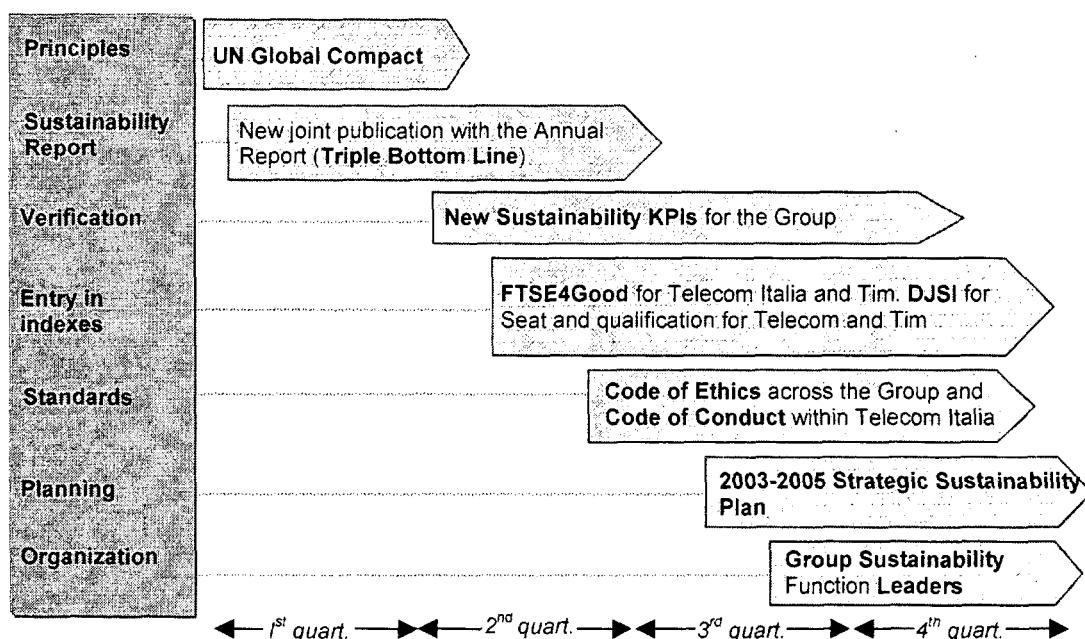 Principles
UN Global Compact
Sustainability
Report
New joint publication with the Annual
Report (Triple Bottom Line)
Verification
New Sustainability KPIs for the Group
Entry in
indexes
FTSE4Good for Telecom Italia and Tim. DJSI for
Seat and qualification for Telecom and Tim
Standards
Code of Ethics across the Group and
Code of Conduct within Telecom Italia
Planning
2003-2005 Strategic Sustainability
Plan
Organization
Group Sustainability
Function Leaders
1st quart. 2nd quart. 3rd quart. 4th quart.